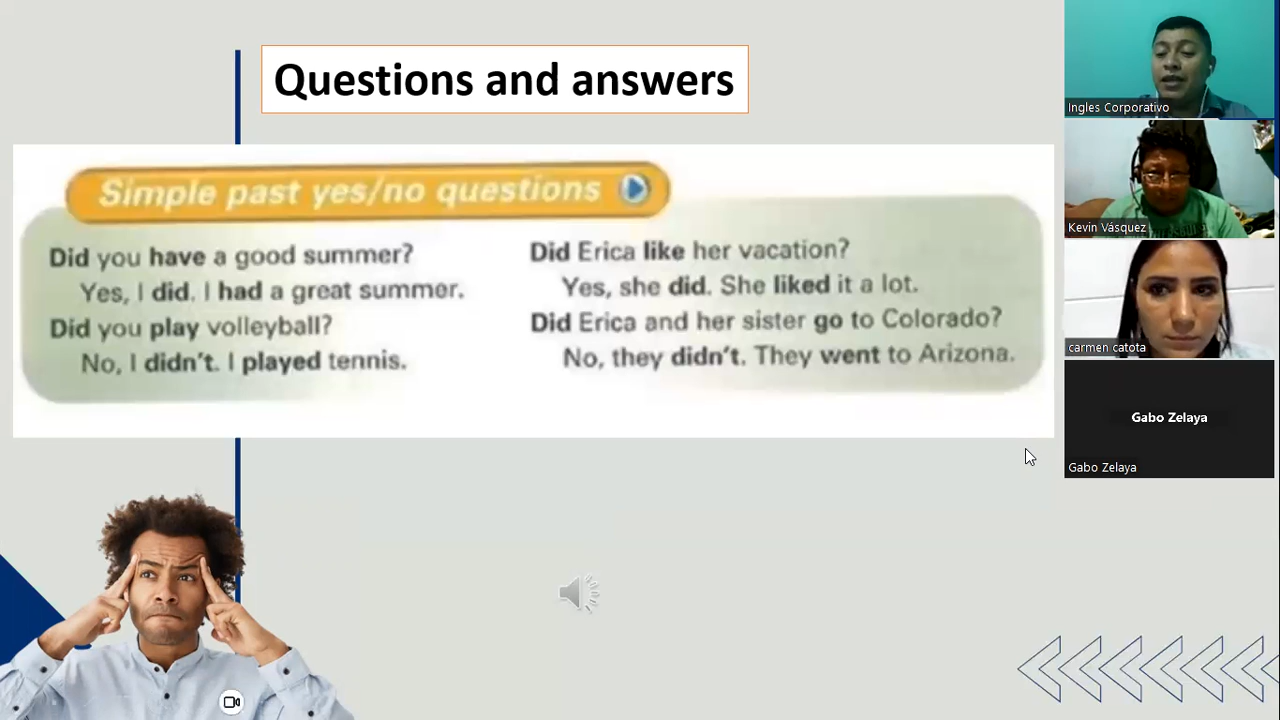 Questions and answers
Simple past yes/no questions
Did you have a good summer?
Yes, I did. I had a great summer.
Did you play volleyball?
No, I didn't. I played tennis.
Did Erica like her vacation?
Yes, she did. She liked it a lot.
Did Erica and her sister go to Colorado?
No, they didn't. They went to Arizona.
Ingles Corporativo
Kevin Vásquez
carmen catota
Gabo Zelaya
Gabo Zelaya